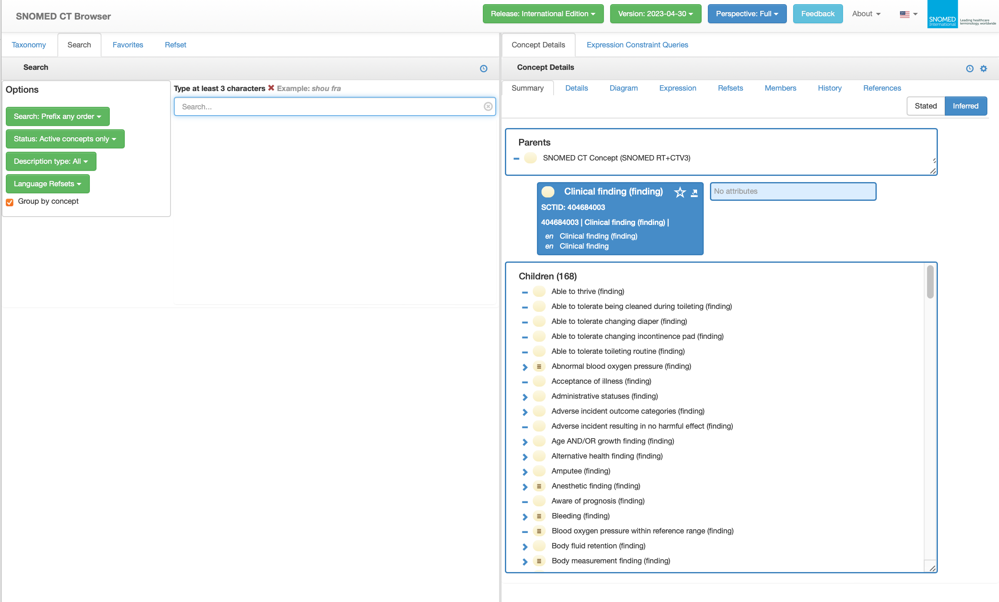 SNOMED CT Browser
Release: International Edition
Version: 2023-04-30
Perspective: Full
Feedback
About
SNOMED
International
Leading healthcare
terminology, worldwide
Taxonomy
Search
Favorites
Refset
Search
Options
Search: Prefix any order
Status: Active concepts only
Description type: All
Language Refsets
Group by concept
Type at least 3 characters Example: shou fra
Search...
Concept Details
Expression Constraint Queries
Concept Details
Summary
Details
Diagram
Expression
Refsets
Members
History
References
Stated
Inferred
Parents
SNOMED CT Concept (SNOMED RT+CTV3)
Clinical finding (finding)
SCTID: 404684003
404684003 | Clinical finding (finding) |
en Clinical finding (finding)
en Clinical finding
No attributes
Children (168)
Able to thrive (finding)
Able to tolerate being cleaned during toileting (finding)
Able to tolerate changing diaper (finding)
Able to tolerate changing incontinence pad (finding)
Able to tolerate toileting routine (finding)
Abnormal blood oxygen pressure (finding)
Acceptance of illness (finding)
Administrative statuses (finding)
Adverse incident outcome categories (finding)
Adverse incident resulting in no harmful effect (finding)
Age AND/OR growth finding (finding)
Alternative health finding (finding)
Amputee (finding)
Anesthetic finding (finding)
Aware of prognosis (finding)
Bleeding (finding)
Blood oxygen pressure within reference range (finding)
Body fluid retention (finding)
Body measurement finding (finding)